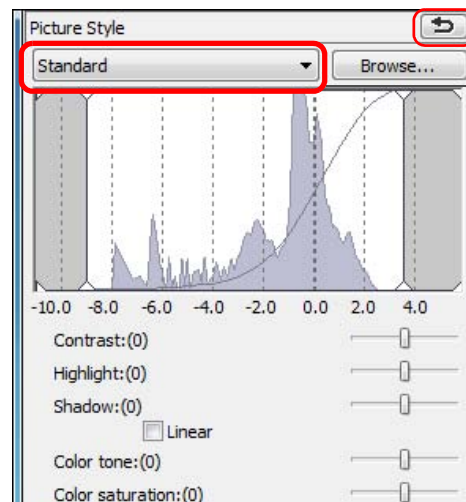 Picture Style
Standard Browse...
-10.0 -8.0 -6.0 -4.0 -2.0 0.0 2.0 4.0
Contrast:(0)
Highlight:(0)
Shadow:(0)
Linear
Color tone:(0)
Color saturation:(0)